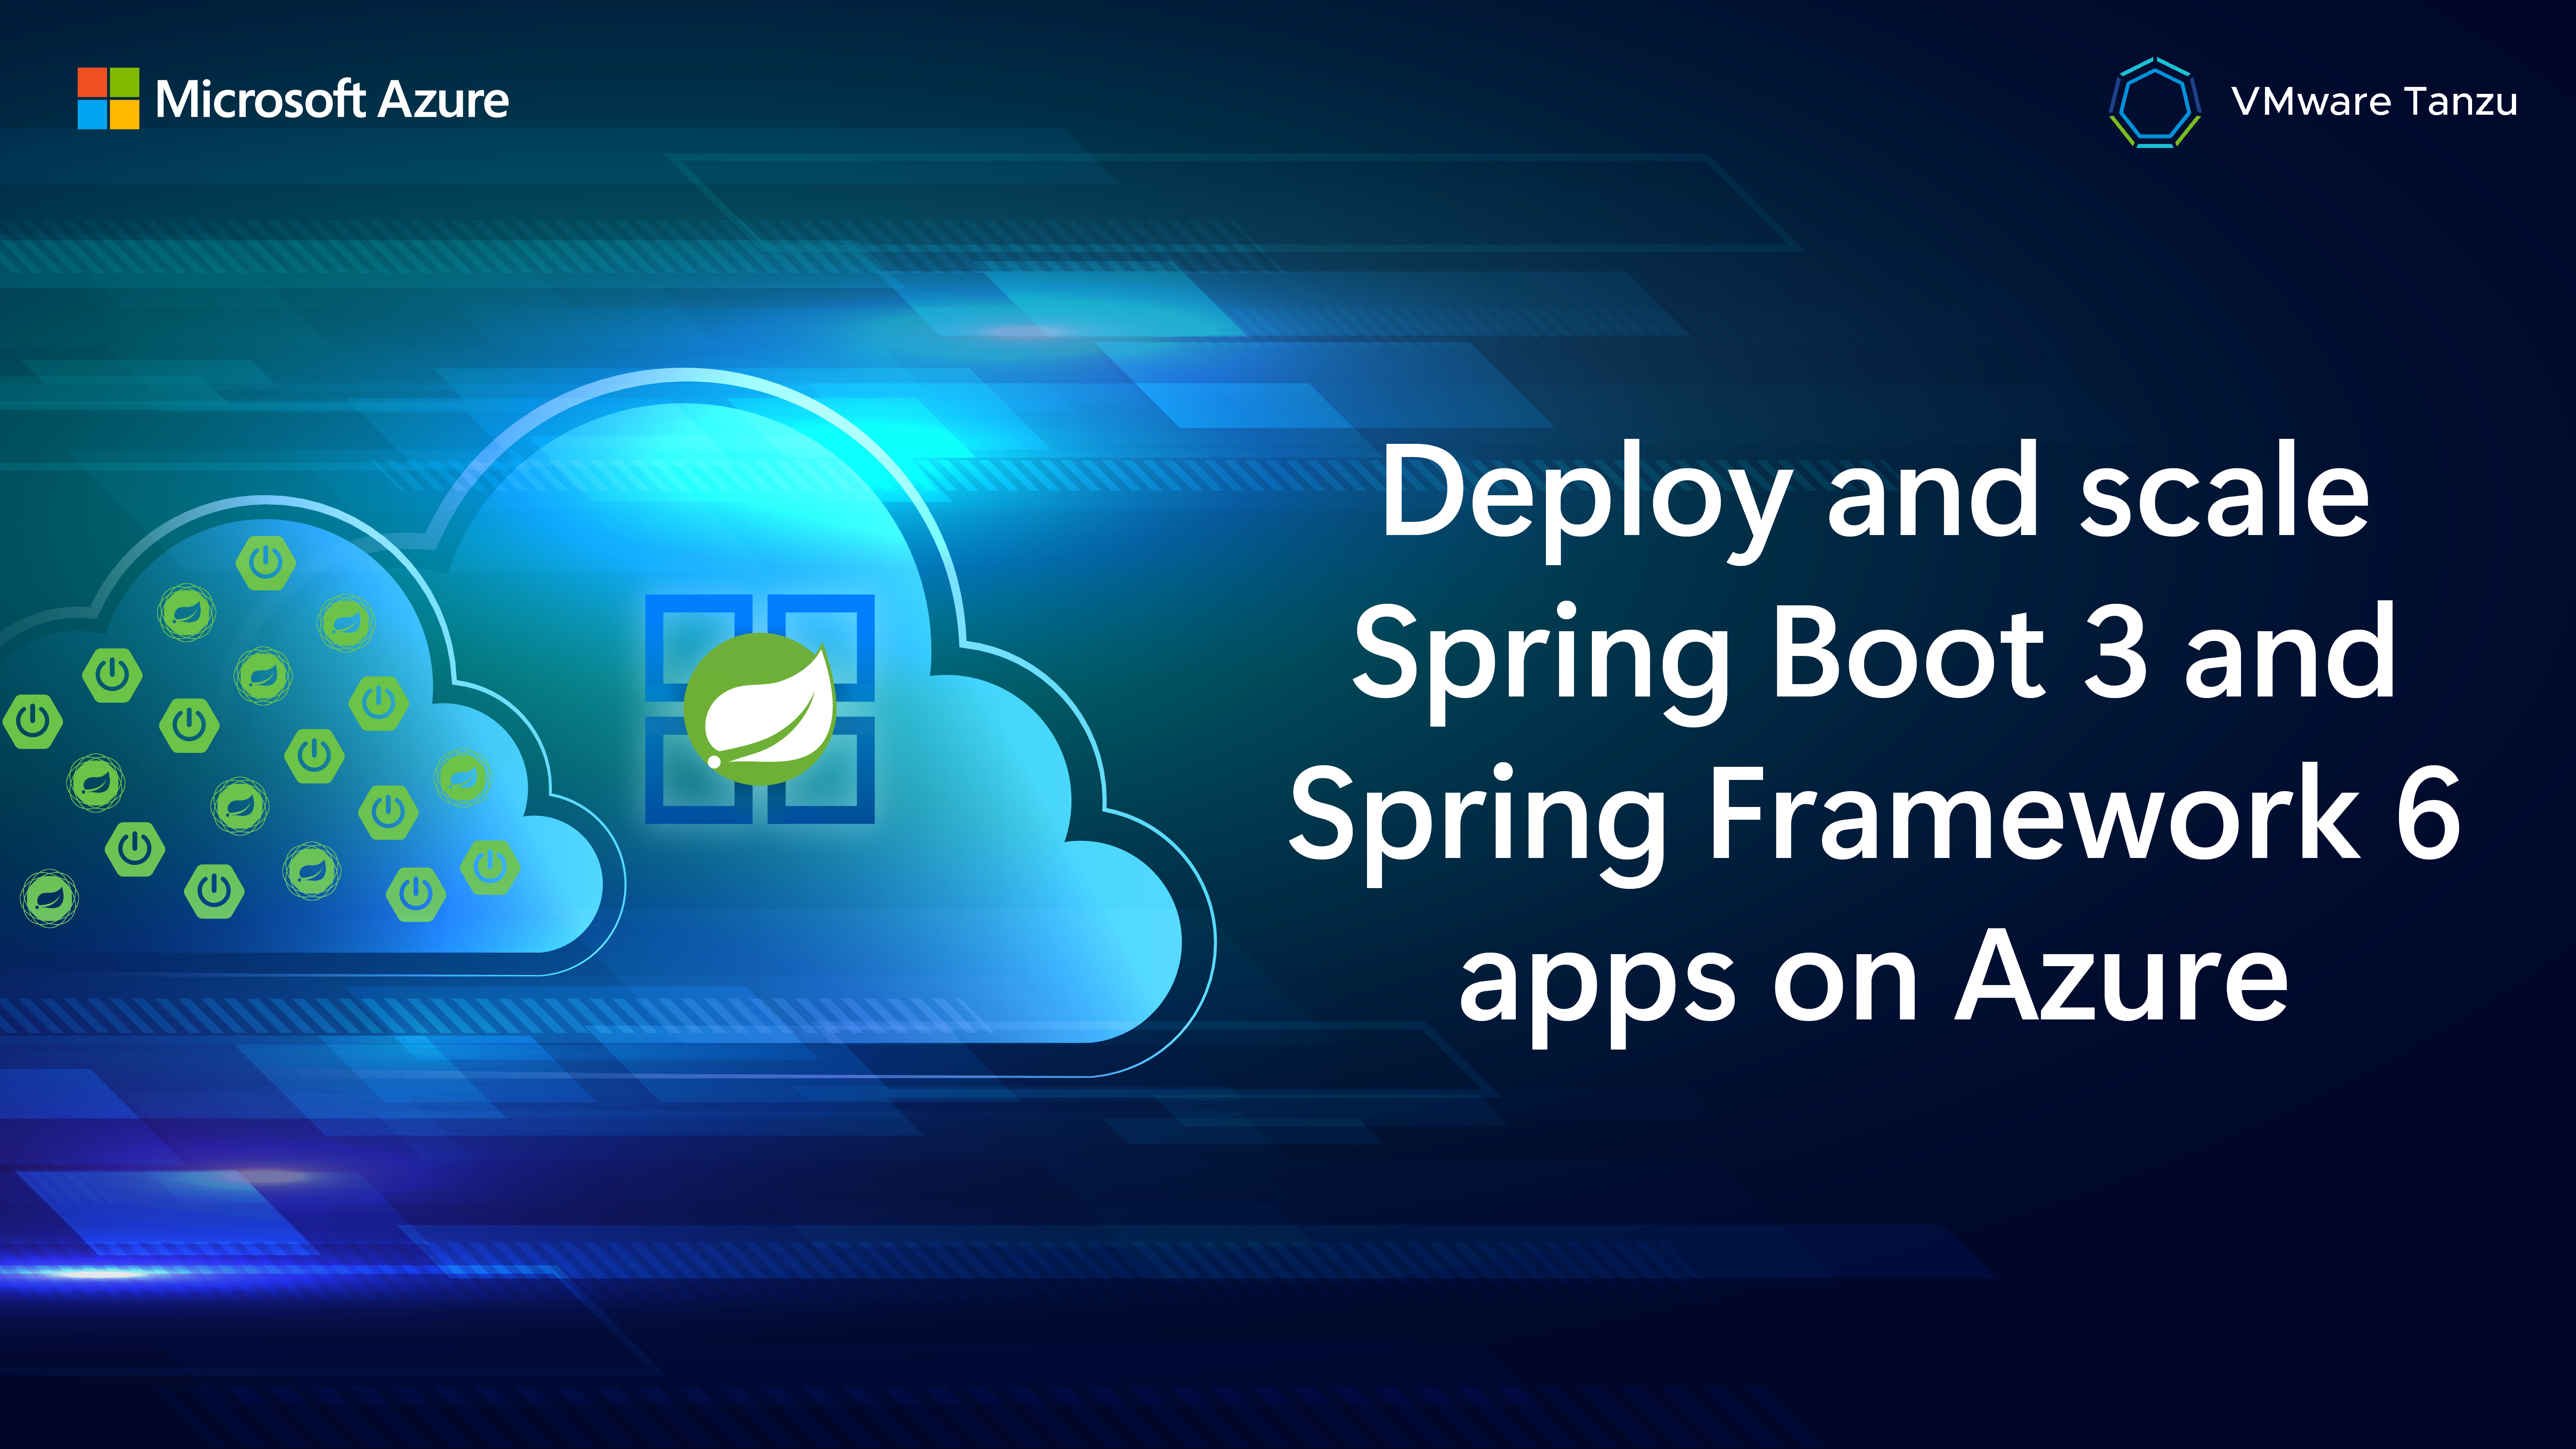 Microsoft Azure
VMware Tanzu
Deploy and scale
Spring Boot 3 and
Spring Framework 6
apps on Azure